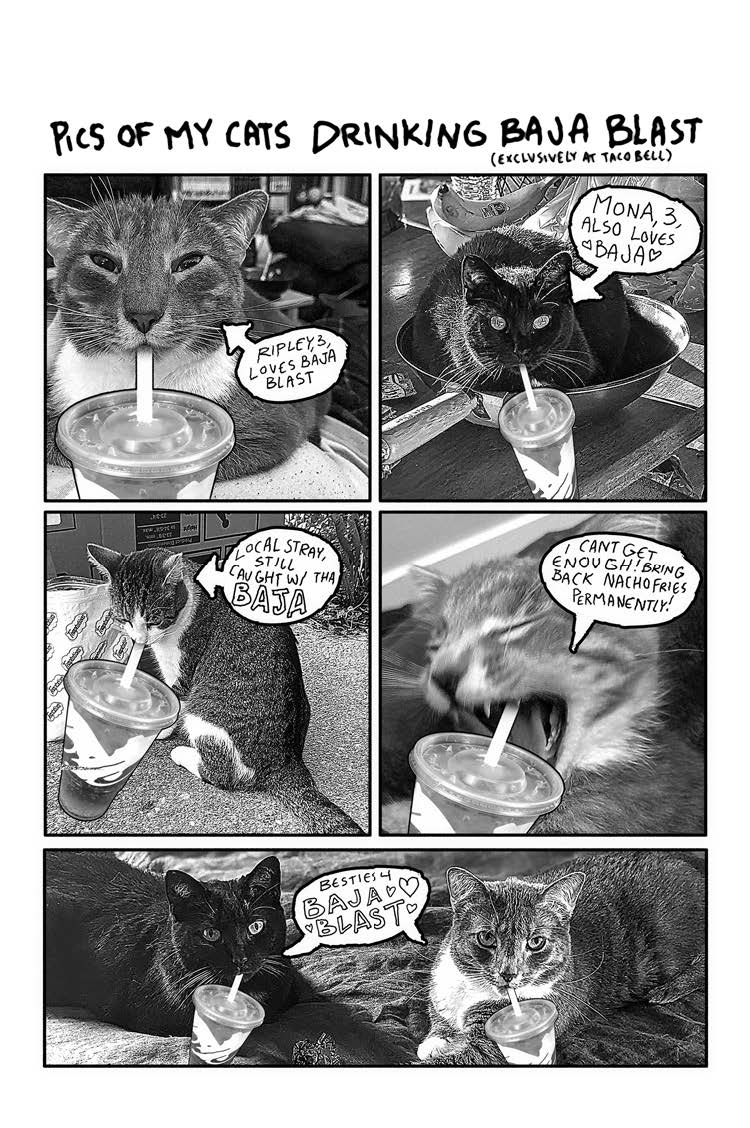 PICS OF MY CATS DRINKING BAJA BLAST
(EXCLUSIVELY AT TACO BELL)
RIPLEY, 3,
LOVES BAJA
BLAST
MONA, 3,
ALSO LOVES
♡BAJA♡
LOCAL STRAY,
STILL
CAUGHT W/ THA
BAJA
I CANT GET
ENOUGH! BRING
BACK NACHO FRIES
PERMANENTLY!
BESTIES 4
BAJA
BLAST